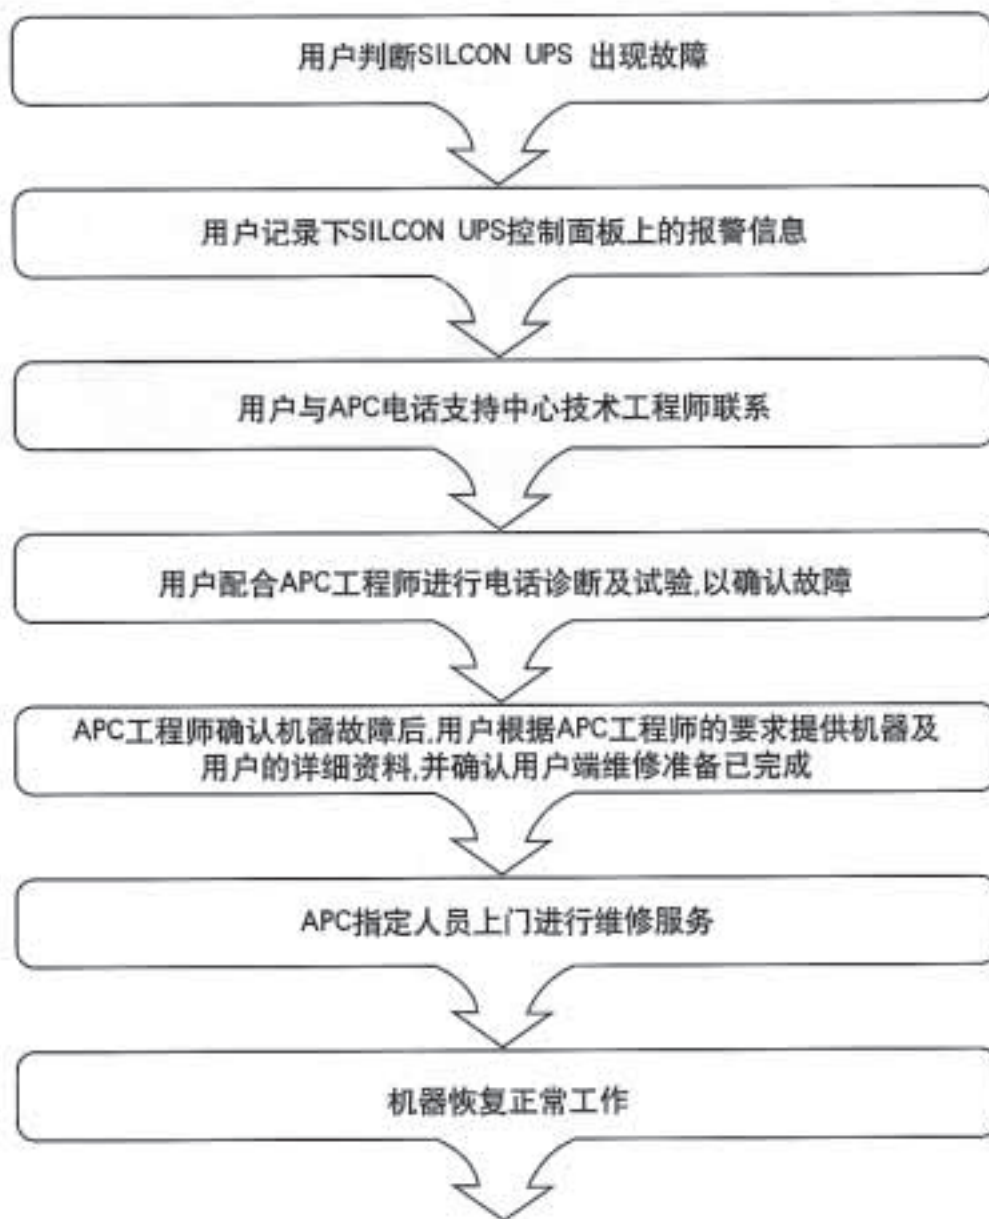 用户判断SILCON UPS 出现故障
用户记录下SILCON UPS控制面板上的报警信息
用户与APC电话支持中心技术工程师联系
用户配合APC工程师进行电话诊断及试验,以确认故障
APC工程师确认机器故障后,用户根据APC工程师的要求提供机器及
用户的详细资料,并确认用户端维修准备已完成
APC指定人员上门进行维修服务
机器恢复正常工作